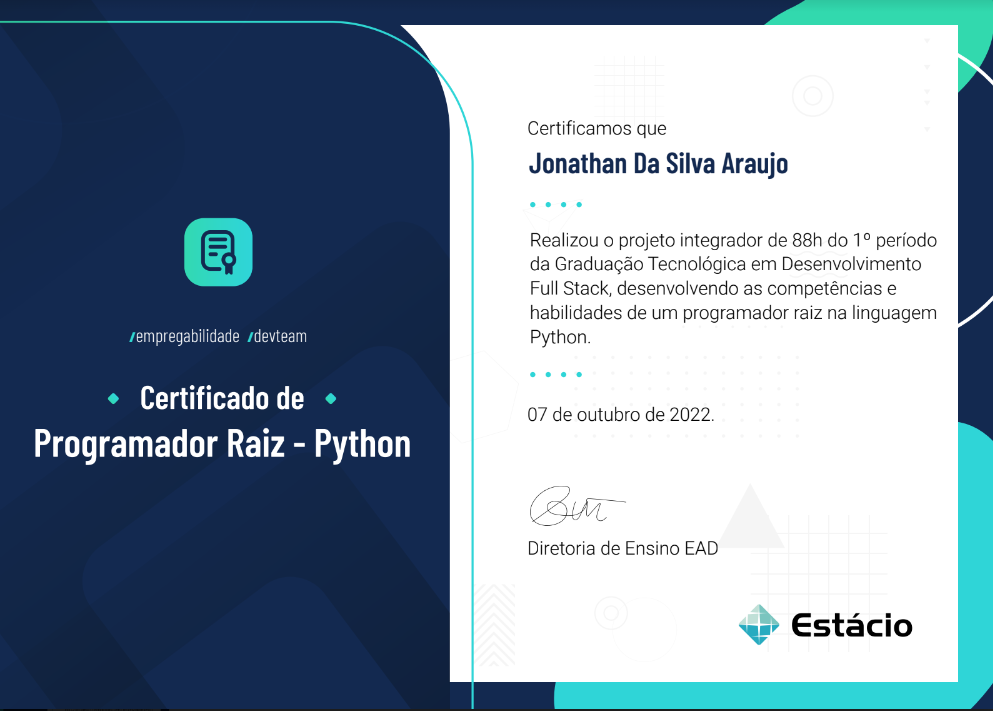 /empregabilidade /devteam
Certificado de
Programador Raiz - Python
Certificamos que
Jonathan Da Silva Araujo
Realizou o projeto integrador de 88h do 1º período
da Graduação Tecnológica em Desenvolvimento
Full Stack, desenvolvendo as competências e
habilidades de um programador raiz na linguagem
Python.
07 de outubro de 2022.
Diretoria de Ensino EAD
Estácio